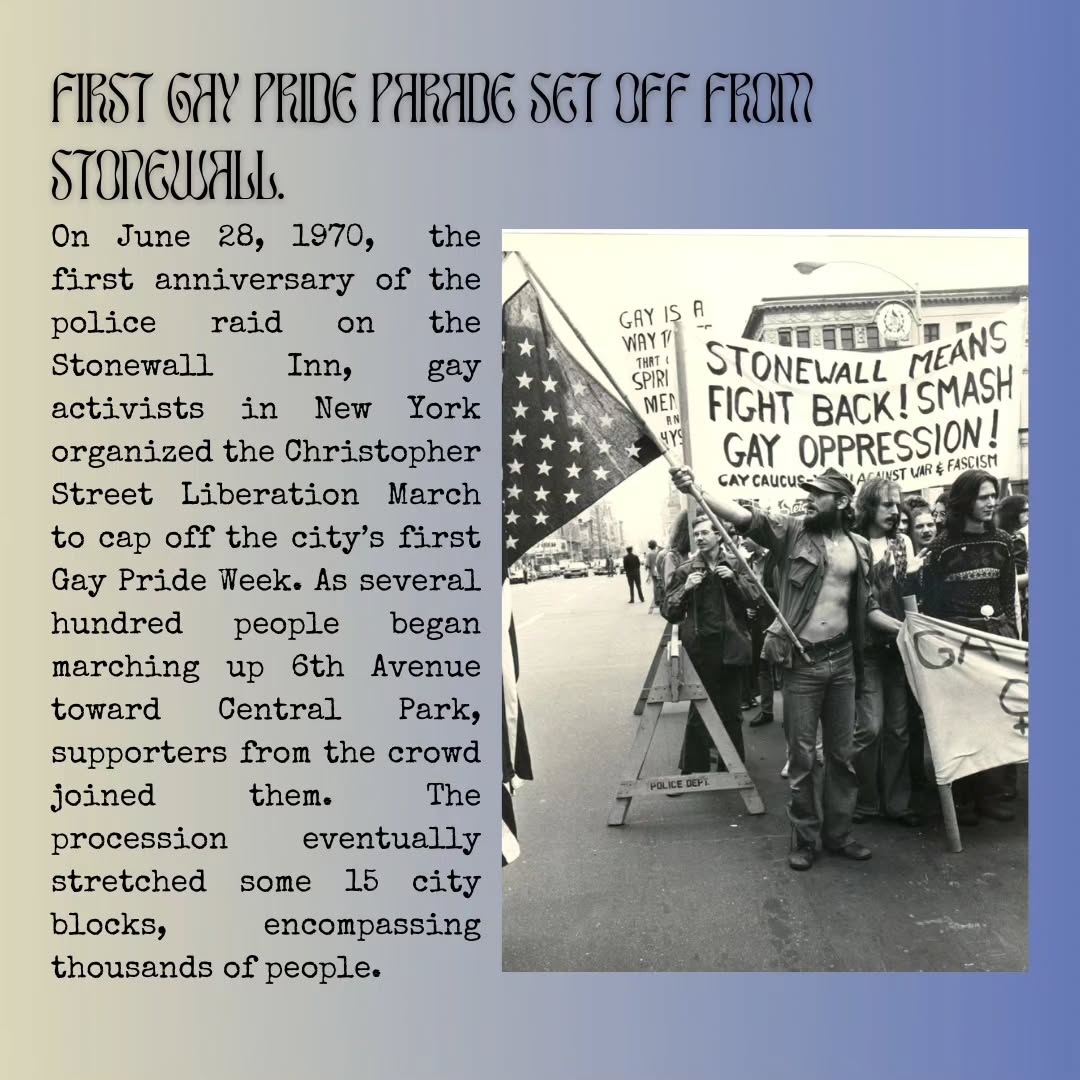 FIRST GAY PRIDE PARADE SET OFF FROM
STONEWALL.
On June 28, 1970, the
first anniversary of the
police raid on the
Stonewall Inn, gay
activists in New York
organized the Christopher
Street Liberation March
to cap off the city’s first
Gay Pride Week. As several
hundred people began
marching up 6th Avenue
toward Central Park,
supporters from the crowd
joined them. The
procession eventually
stretched some 15 city
blocks, encompassing
thousands of people.
GAY IS A
WAY
THAT
STONEWALL MEANS
FIGHT BACK! SMASH
GAY OPPRESSION!
GAY CAUCUS- AGAINST WAR & FASCISM
POLICE DEPT.